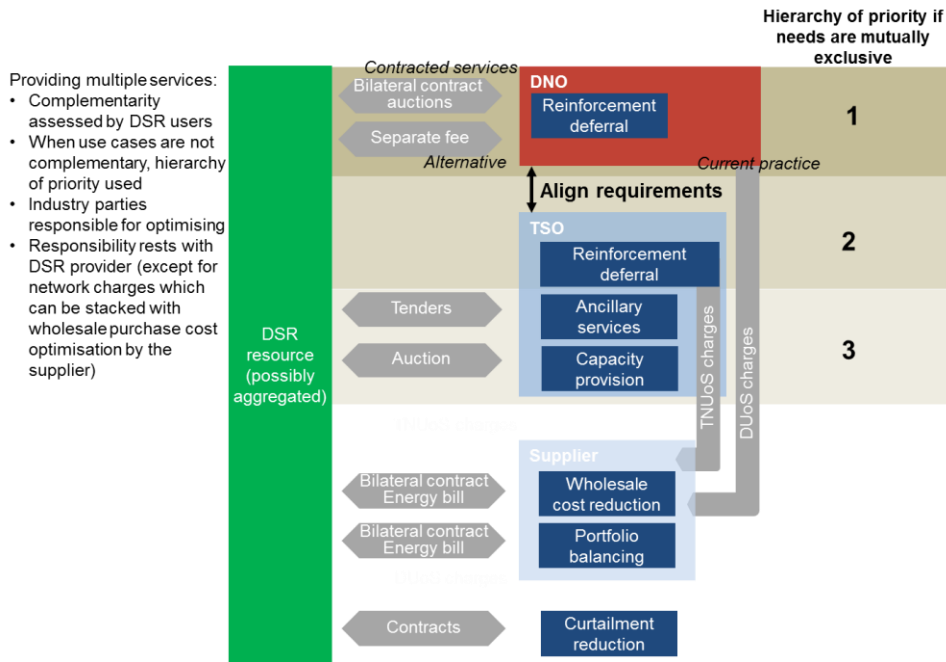 Hierarchy of priority if
needs are mutually
exclusive
Providing multiple services:
• Complementarity
assessed by DSR users
• When use cases are not
complementary, hierarchy
of priority used
• Industry parties
responsible for optimising
• Responsibility rests with
DSR provider (except for
network charges which
can be stacked with
wholesale purchase cost
optimisation by the
supplier)
DSR
resource
(possibly
aggregated)
Contracted services
Bilateral contract
auctions
Separate fee
Alternative
DNO
Reinforcement
deferral
Current practice
1
Align requirements
TSO
Reinforcement
deferral
2
Tenders
Ancillary
services
Auction
Capacity
provision
3
TNUoS charges
DUoS charges
Supplier
Bilateral contract
Energy bill
Wholesale
cost reduction
Bilateral contract
Energy bill
Portfolio
balancing
Contracts
Curtailment
reduction